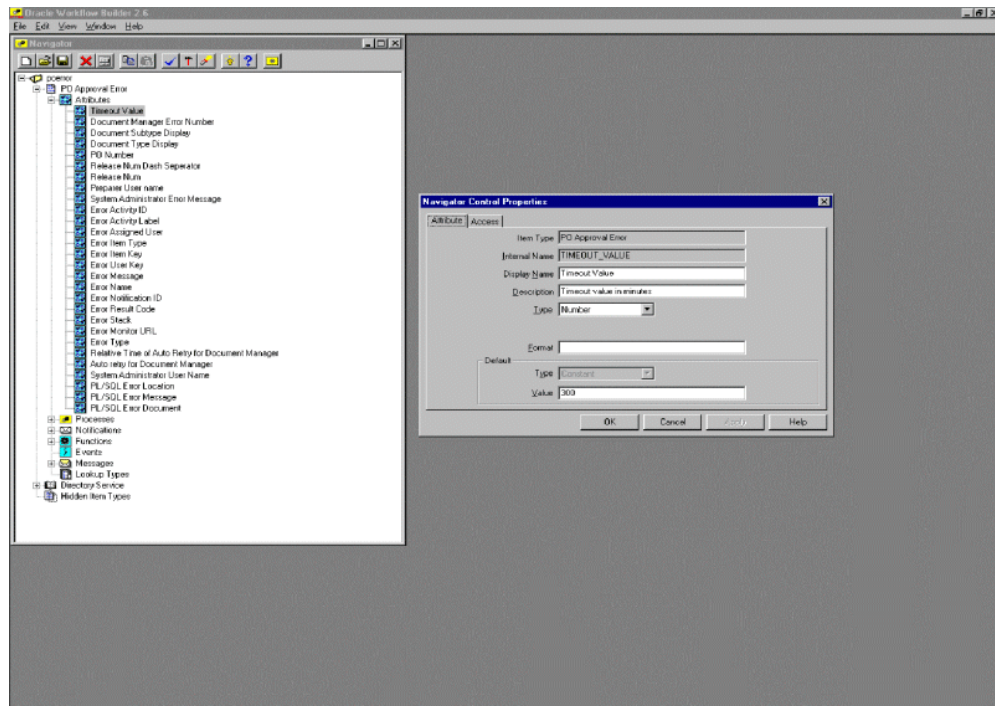 Oracle Workflow Builder 2.6
File Edit View Window Help
Navigator
poerror
PO Approval Error
Attributes
Timeout Value
Document Manager Error Number
Document Subtype Display
Document Type Display
PO Number
Release Num Dash Seperator
Release Num
Preparer User name
System Administrator Error Message
Error Activity ID
Error Activity Label
Error Assigned User
Error Item Type
Error Item Key
Error User Key
Error Message
Error Name
Error Notification ID
Error Result Code
Error Stack
Error Monitor URL
Error Type
Relative Time of Auto Retry for Document Manager
Auto retry for Document Manager
System Administrator User Name
PL/SQL Error Location
PL/SQL Error Message
PL/SQL Error Document
Processes
Notifications
Functions
Events
Messages
Lookup Types
Directory Service
Hidden Item Types
Navigator Control Properties
Attribute Access
Item Type PO Approval Error
Internal Name TIMEOUT_VALUE
Display Name Timeout Value
Description Timeout value in minutes
Type Number
Format
Default
Type Constant
Value 300
OK Cancel Apply Help